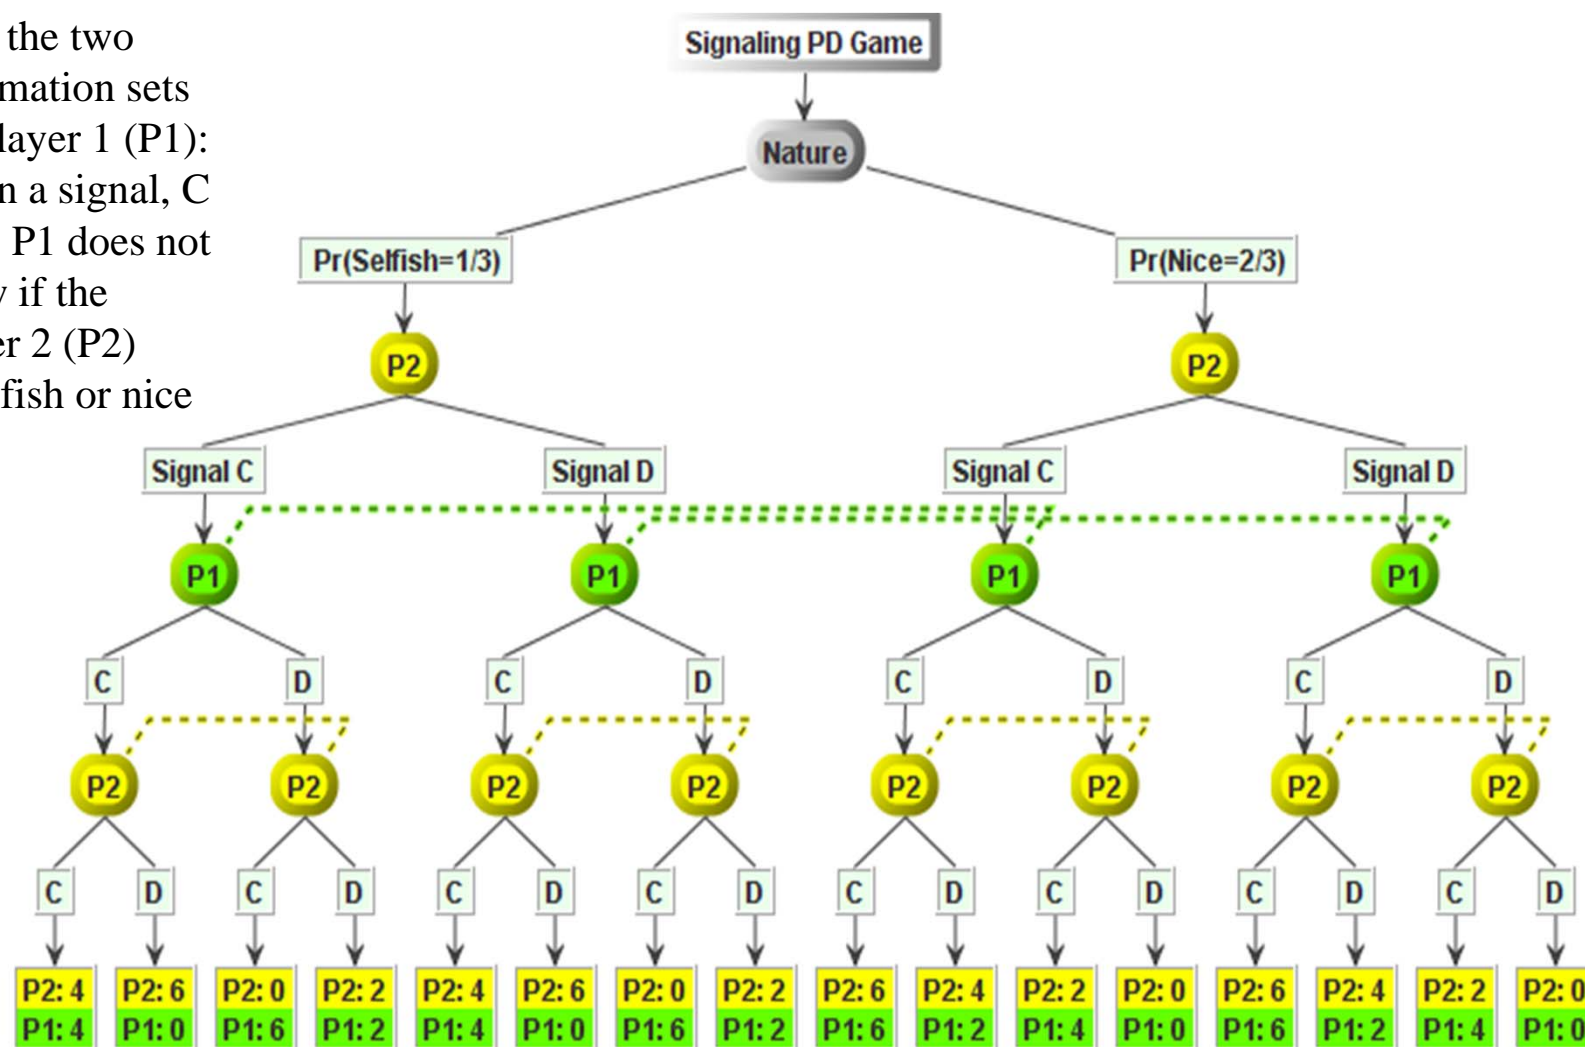 the two
mation sets
layer 1 (P1):
n a signal, C
P1 does not
if the
er 2 (P2)
fish or nice
Signaling PD Game
Nature
Pr(Selfish=1/3) Pr(Nice=2/3)
P2 P2
Signal C Signal D Signal C Signal D
P1 P1 P1 P1
C D C D C D C D
P2 P2 P2 P2 P2 P2 P2 P2
C D C D C D C D C D C D C D C D
P2: 4 P2: 6 P2: 0 P2: 2 P2: 4 P2: 6 P2: 0 P2: 2 P2: 6 P2: 4 P2: 2 P2: 0 P2: 6 P2: 4 P2: 2 P2: 0
P1: 4 P1: 0 P1: 6 P1: 2 P1: 4 P1: 0 P1: 6 P1: 2 P1: 6 P1: 2 P1: 4 P1: 0 P1: 6 P1: 2 P1: 4 P1: 0